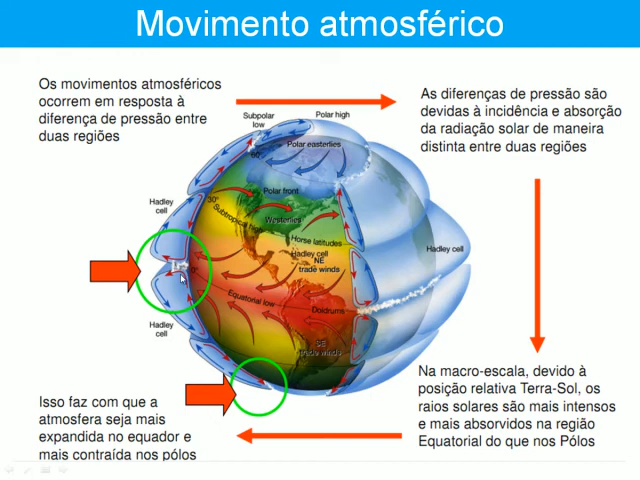 Movimento atmosférico
Os movimentos atmosféricos
ocorrem em resposta à
diferença de pressão entre
duas regiões
As diferenças de pressão são
devidas à incidência e absorção
da radiação solar de maneira
distinta entre duas regiões
Subpolar
low
Polar high
60°
Polar easterlies
Polar front
30°
Subtropical high
Westerlies
Hadley
cell
Horse latitudes
Hadley cell
NE
trade winds
Hadley
cell
0°
Equatorial low
Doldrums
Hadley
cell
SE
trade winds
Na macro-escala, devido à
posição relativa Terra-Sol, os
raios solares são mais intensos
e mais absorvidos na região
Equatorial do que nos Pólos
Isso faz com que a
atmosfera seja mais
expandida no equador e
mais contraída nos pólos